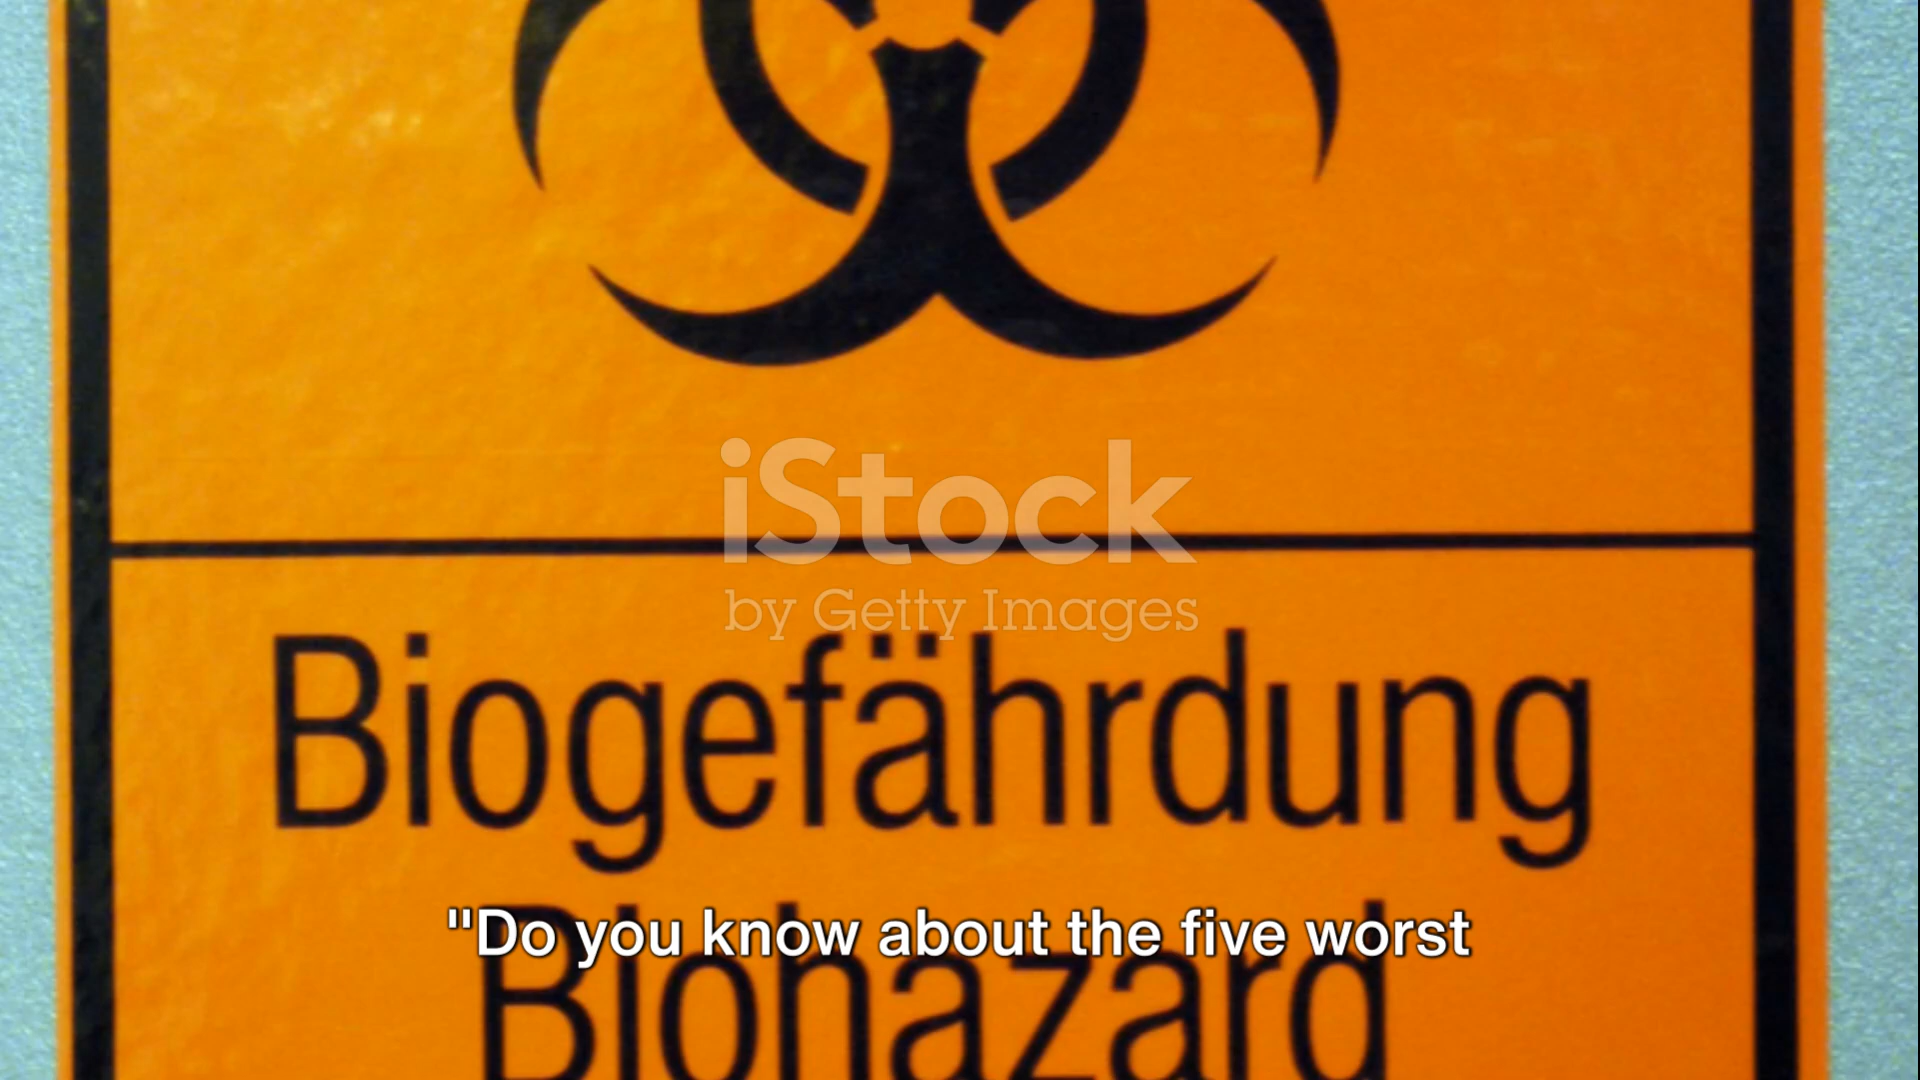 iStock
by Getty Images
Biogefährdung
"Do you know about the five worst
Biohazard